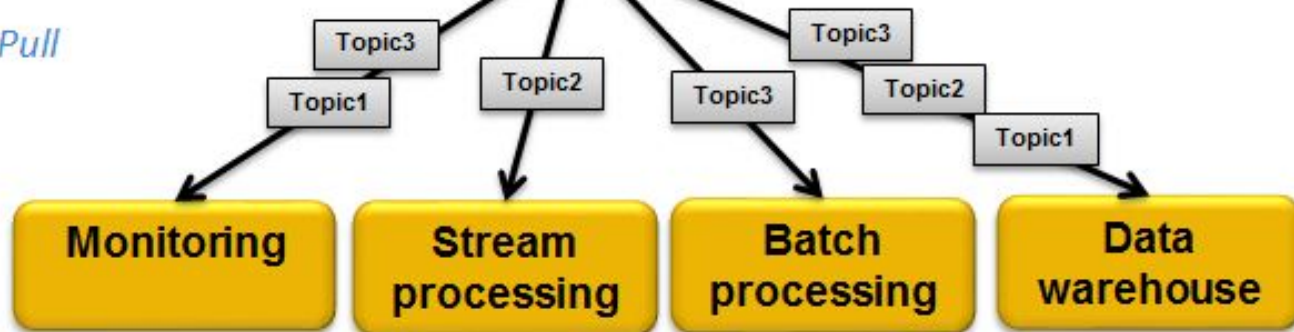 Pull
Topic3
Topic3
Topic1
Topic2
Topic3
Topic2
Topic1
Monitoring
Stream
processing
Batch
processing
Data
warehouse